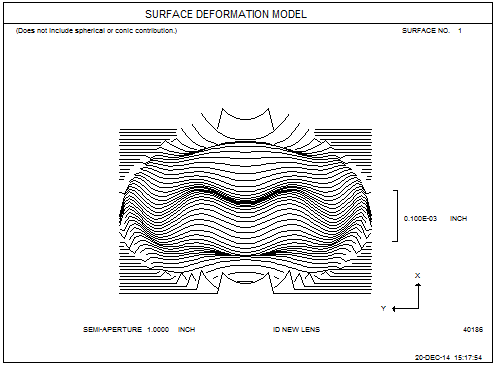 SURFACE DEFORMATION MODEL
(Does not include spherical or conic contribution.) SURFACE NO. 1
0.100E-03 INCH
X
Y
SEMI-APERTURE 1.0000 INCH ID NEW LENS 40186
20-DEC-14 15:17:54